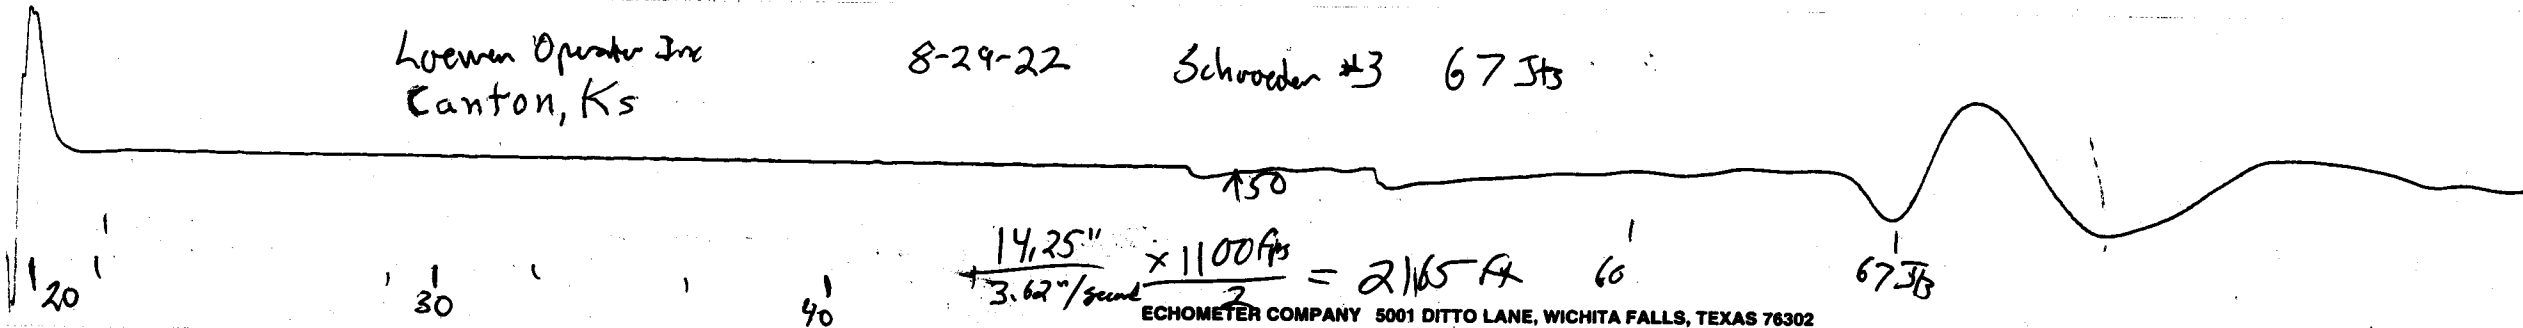 Loewen Operator Inc
Canton, Ks
8-29-22
Schroeder #3 67 Jts
↑50
14.25" × 1100 fps = 2165 ft
3.62"/second 2
20 30 40 60 67 Jts
ECHOMETER COMPANY 5001 DITTO LANE, WICHITA FALLS, TEXAS 76302